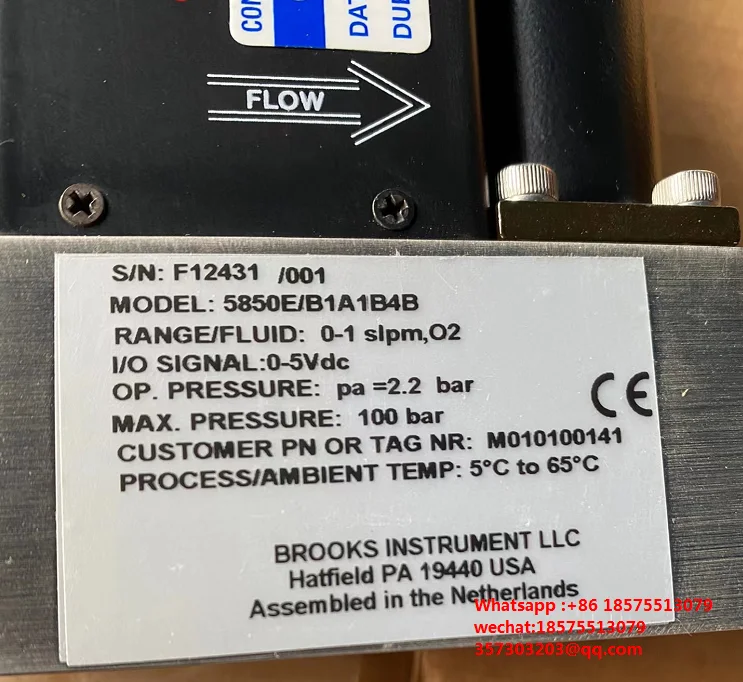 CON
DAT
DUE
FLOW
S/N: F12431 /001
MODEL: 5850E/B1A1B4B
RANGE/FLUID: 0-1 slpm,O2
I/O SIGNAL:0-5Vdc
OP. PRESSURE: pa =2.2 bar
MAX. PRESSURE: 100 bar
CUSTOMER PN OR TAG NR: M010100141
PROCESS/AMBIENT TEMP: 5°C to 65°C
CE
BROOKS INSTRUMENT LLC
Hatfield PA 19440 USA
Assembled in the Netherlands
Whatsapp :+86 18575513079
wechat:18575513079
357303203@qq.com